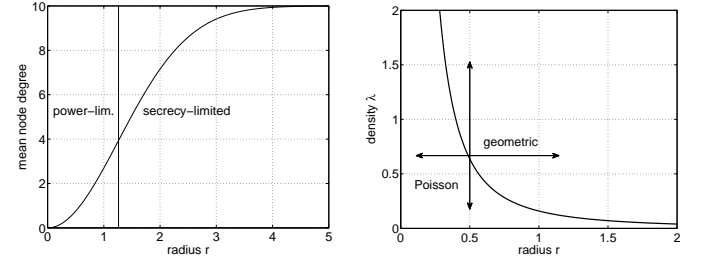 10
8
6
4
2
0
mean node degree
power−lim.
secrecy−limited
0 1 2 3 4 5
radius r
2
1.5
1
0.5
0
density λ
geometric
Poisson
0 0.5 1 1.5 2
radius r